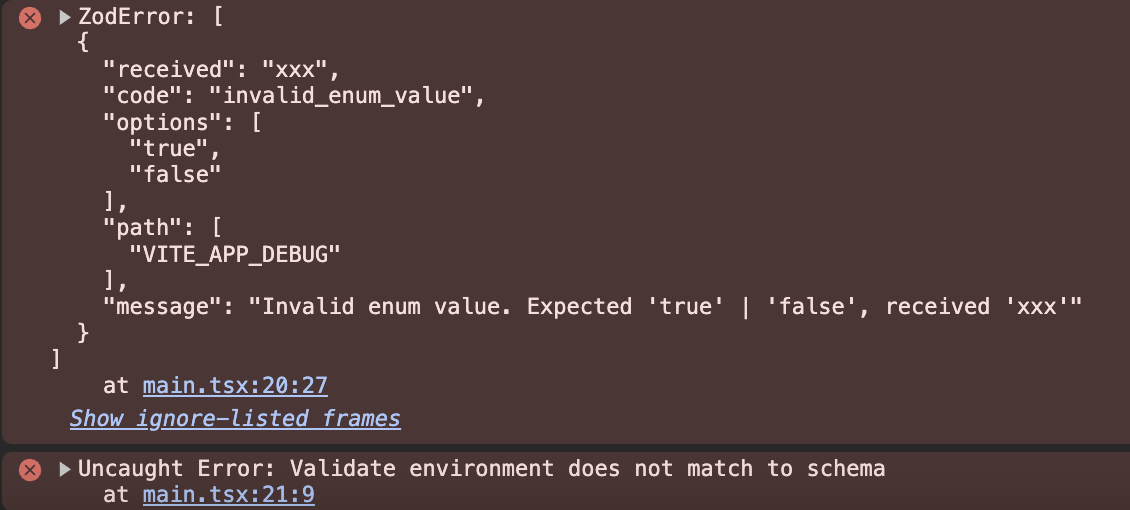 ZodError: [
  {
    "received": "xxx",
    "code": "invalid_enum_value",
    "options": [
      "true",
      "false"
    ],
    "path": [
      "VITE_APP_DEBUG"
    ],
    "message": "Invalid enum value. Expected 'true' | 'false', received 'xxx'"
  }
]
    at main.tsx:20:27
Show ignore-listed frames
Uncaught Error: Validate environment does not match to schema
    at main.tsx:21:9